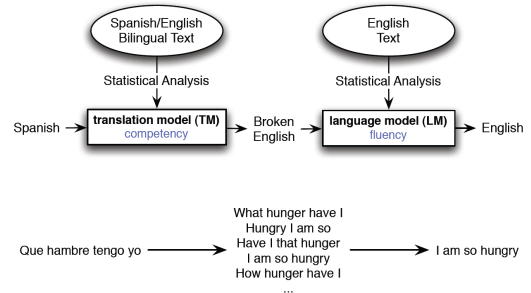 Spanish/English
Bilingual Text
English
Text
Statistical Analysis
Statistical Analysis
Spanish
translation model (TM)
competency
Broken
English
language model (LM)
fluency
English
What hunger have I
Hungry I am so
Have I that hunger
I am so hungry
How hunger have I
...
Que hambre tengo yo
I am so hungry